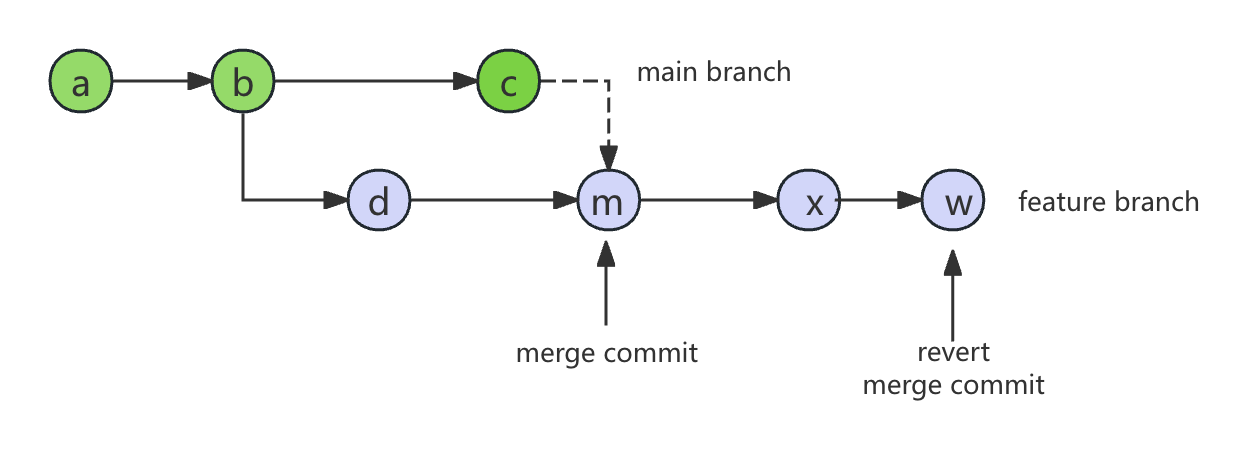 a
b
c
main branch
d
m
x
w
feature branch
merge commit
revert
merge commit